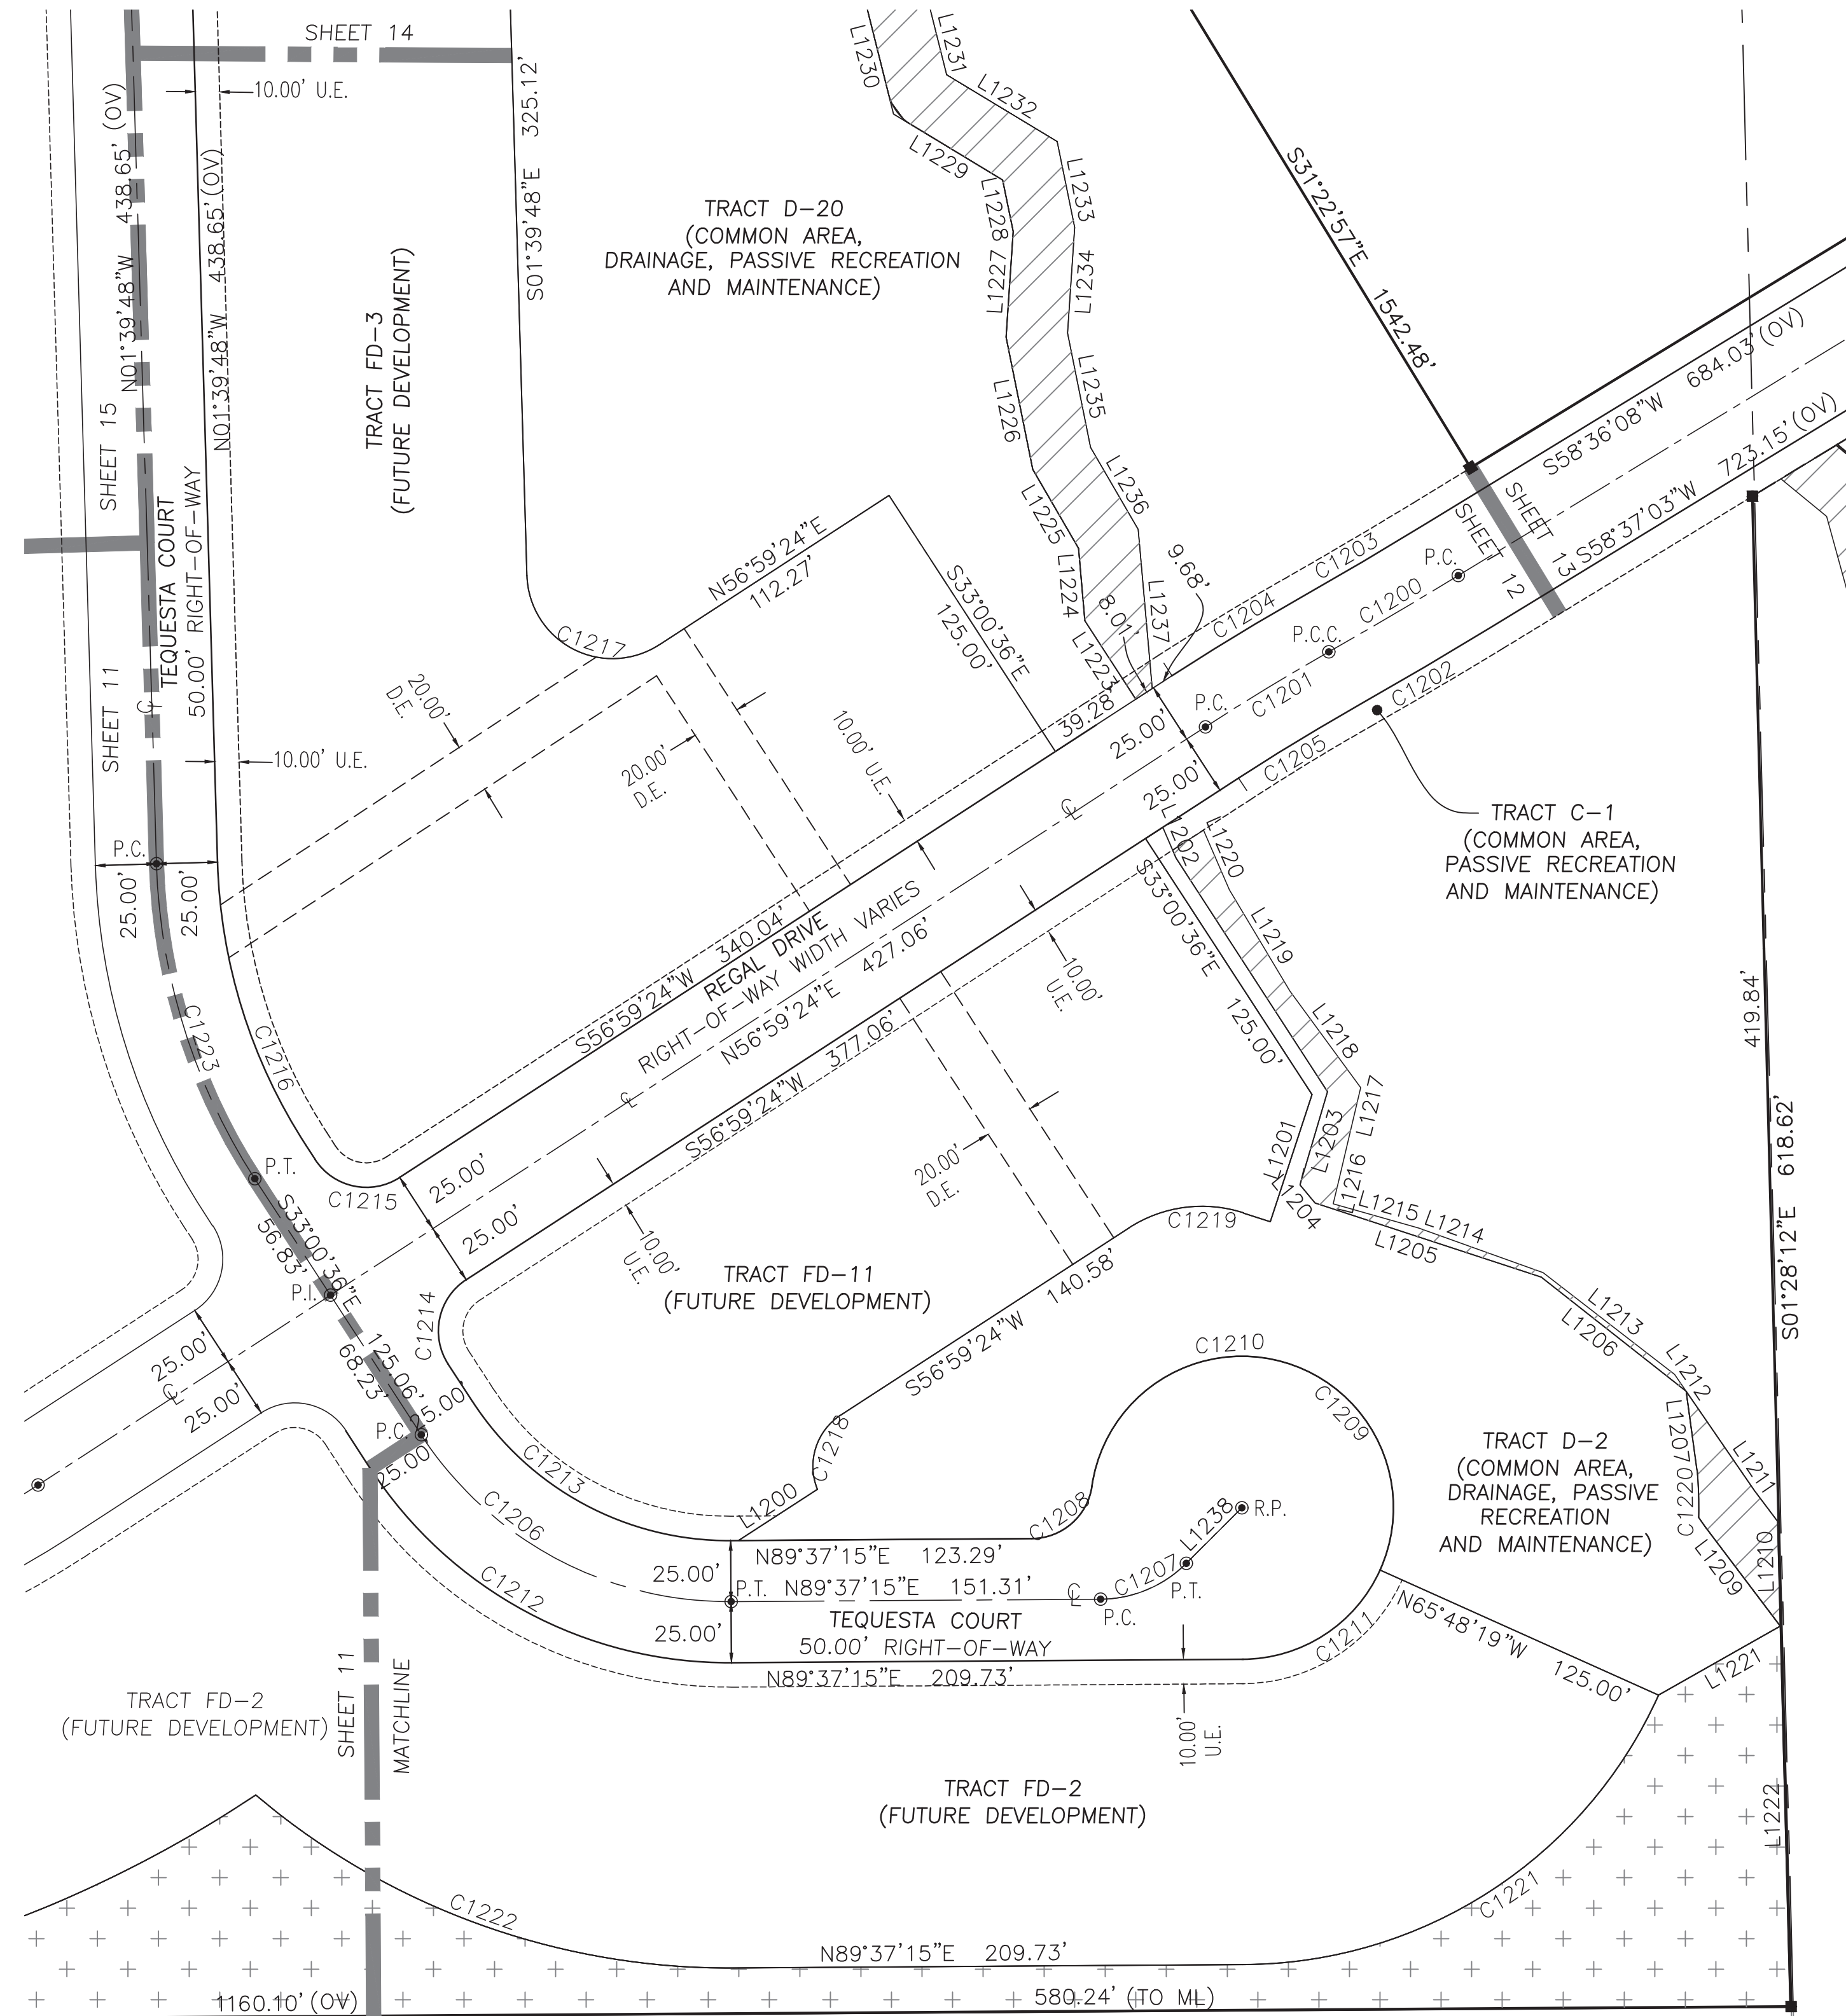 SHEET 14
10.00' U.E.
N01°39'48"W 438.65' (OV)
N01°39'48"W 438.65' (OV)
S01°39'48"E 325.12'
TRACT FD-3
(FUTURE DEVELOPMENT)
TRACT D-20
(COMMON AREA,
DRAINAGE, PASSIVE RECREATION
AND MAINTENANCE)
L1230
L1231
L1232
L1229
L1228
L1233
L1227
L1234
L1226
L1235
L1225
L1236
L1224
L1237
L1223
8.01'
9.68'
S31°22'57"E 1542.48'
684.03' (OV)
S58°36'08"W
723.15' (OV)
S58°37'03"W
SHEET 13
SHEET 12
C1203
P.C.
C1200
C1204
P.C.C.
C1201
P.C.
C1202
C1205
SHEET 15
SHEET 11
TEQUESTA COURT
50.00' RIGHT-OF-WAY
℄
10.00' U.E.
N56°59'24"E
112.27'
S33°00'36"E
125.00'
C1217
20.00'
D.E.
20.00'
D.E.
10.00' U.E.
39.28'
25.00'
25.00'
℄
TRACT C-1
(COMMON AREA,
PASSIVE RECREATION
AND MAINTENANCE)
P.C.
25.00'
25.00'
C1223
C1216
P.T.
C1215
S56°59'24"W 340.04'
REGAL DRIVE
RIGHT-OF-WAY WIDTH VARIES
N56°59'24"E 427.06'
℄
S56°59'24"W 377.06'
10.00'
U.E.
L1202
L1220
S33°00'36"E 125.00'
L1219
L1218
L1217
L1203
L1201
L1216
L1204
L1215
L1214
L1205
L1213
L1206
L1212
L1207
C1220
L1211
L1210
L1209
419.84'
S01°28'12"E 618.62'
S33°00'36"E 125.06'
56.83'
P.I.
68.23'
25.00'
25.00'
10.00'
U.E.
20.00'
D.E.
TRACT FD-11
(FUTURE DEVELOPMENT)
C1219
S56°59'24"W 140.58'
C1214
25.00'
℄
25.00'
P.C.
25.00'
25.00
C1218
C1213
L1200
C1210
C1209
C1208
L1238
R.P.
C1207
P.T.
C1206
C1212
N89°37'15"E 123.29'
25.00'
P.T.
N89°37'15"E 151.31'
℄
P.C.
TEQUESTA COURT
50.00' RIGHT-OF-WAY
25.00'
N89°37'15"E 209.73'
C1211
10.00'
U.E.
TRACT D-2
(COMMON AREA,
DRAINAGE, PASSIVE
RECREATION
AND MAINTENANCE)
N65°48'19"W 125.00'
L1221
L1222
TRACT FD-2
(FUTURE DEVELOPMENT)
SHEET 11
MATCHLINE
TRACT FD-2
(FUTURE DEVELOPMENT)
C1222
C1221
N89°37'15"E 209.73'
1160.10' (OV)
580.24' (TO ML)